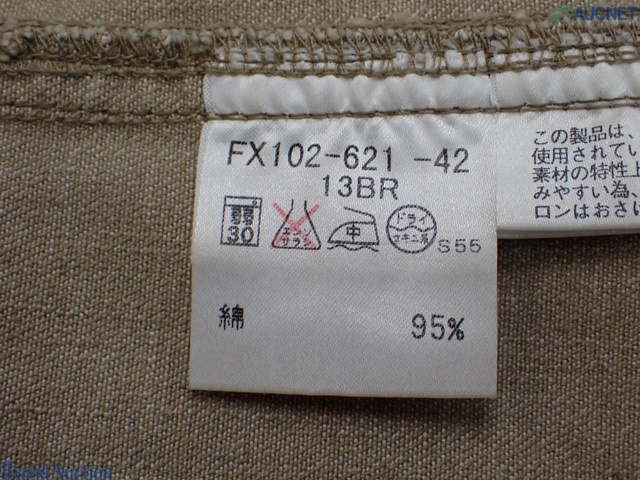 AUCNET
FX102-621 -42
13BR
弱
30
エンソ
サラシ
中
ドライ
セキユ系
S55
綿 95%
この製品は、
使用されてい
素材の特性上
みやすい為、
ロンはおさけ
Brand Auction